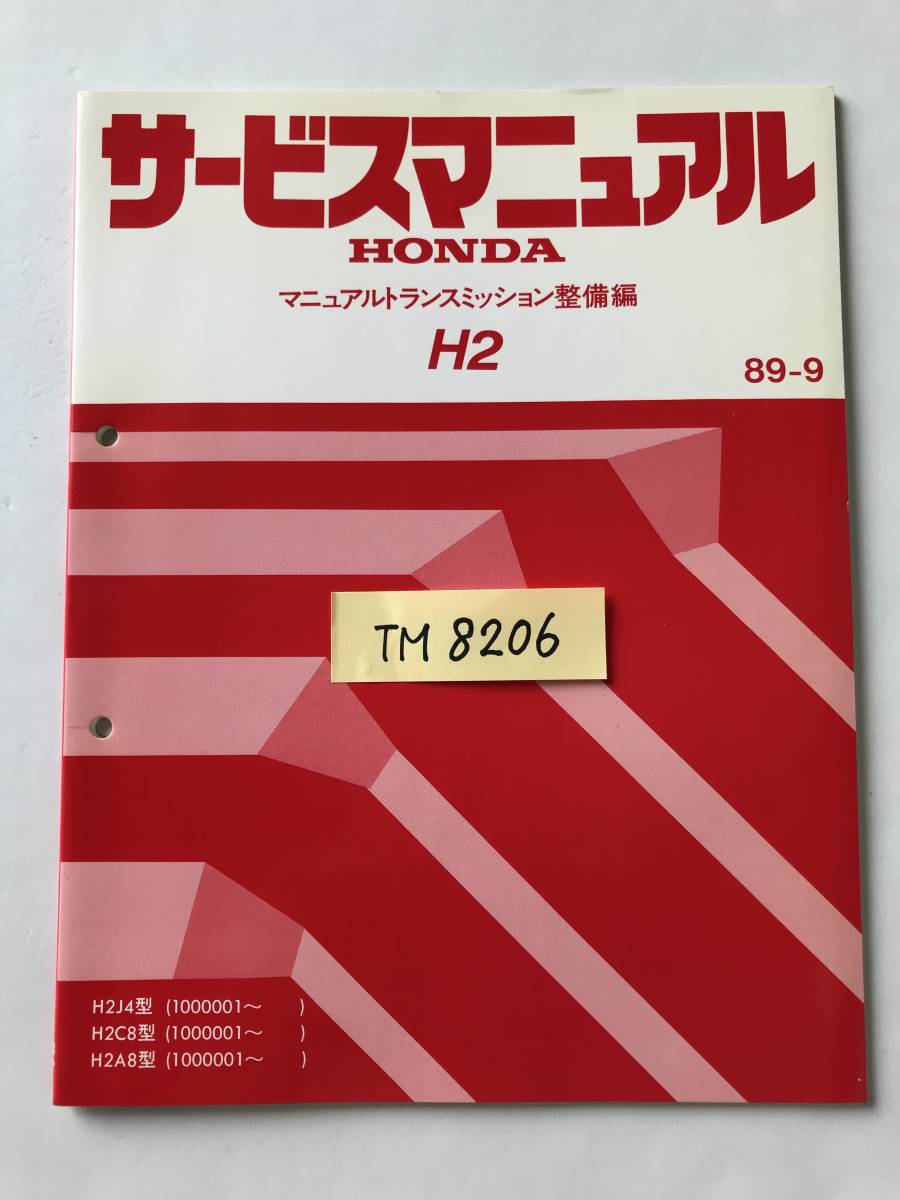 サービスマニュアル
HONDA
マニュアルトランスミッション整備編
H2
89-9
TM 8206
H2J4型 (1000001～ )
H2C8型 (1000001～ )
H2A8型 (1000001～ )